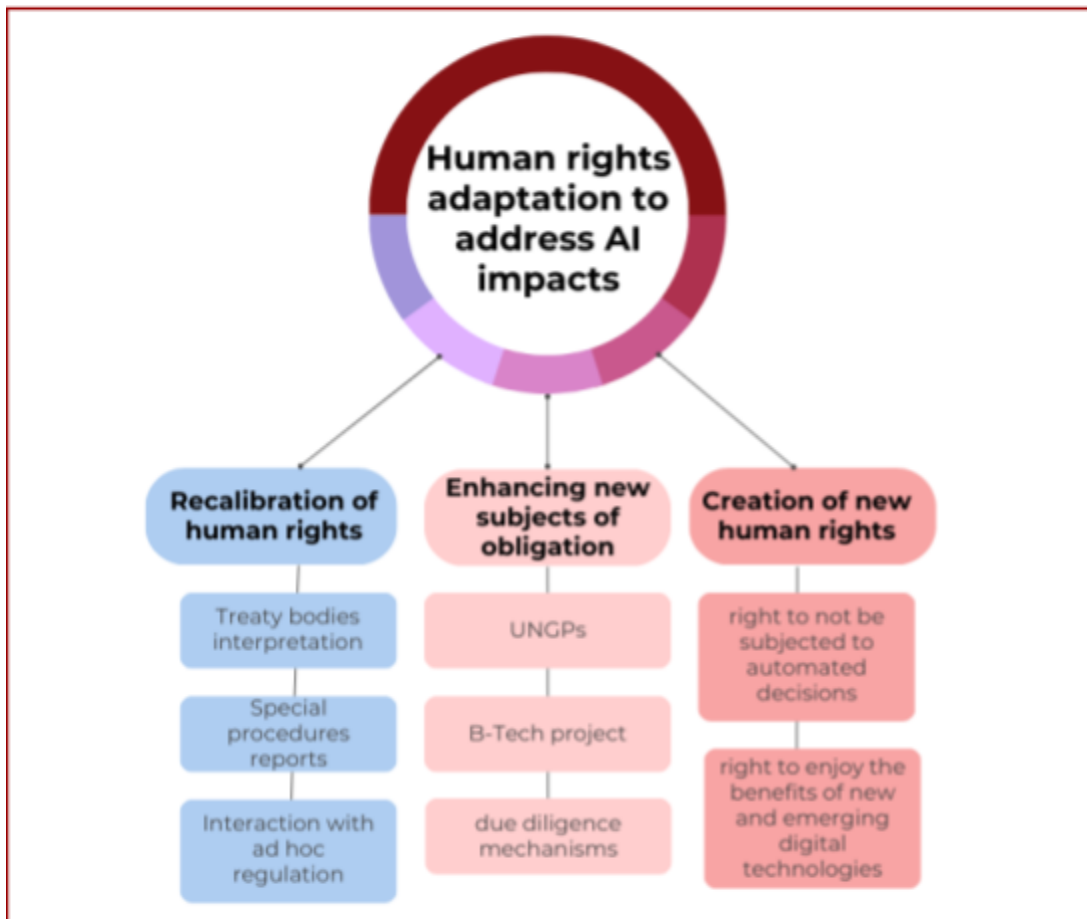 Human rights
adaptation to
address AI
impacts
Recalibration of
human rights
Treaty bodies
interpretation
Special
procedures
reports
Interaction with
ad hoc
regulation
Enhancing new
subjects of
obligation
UNGPs
B-Tech project
due diligence
mechanisms
Creation of new
human rights
right to not be
subjected to
automated
decisions
right to enjoy the
benefits of new
and emerging
digital
technologies